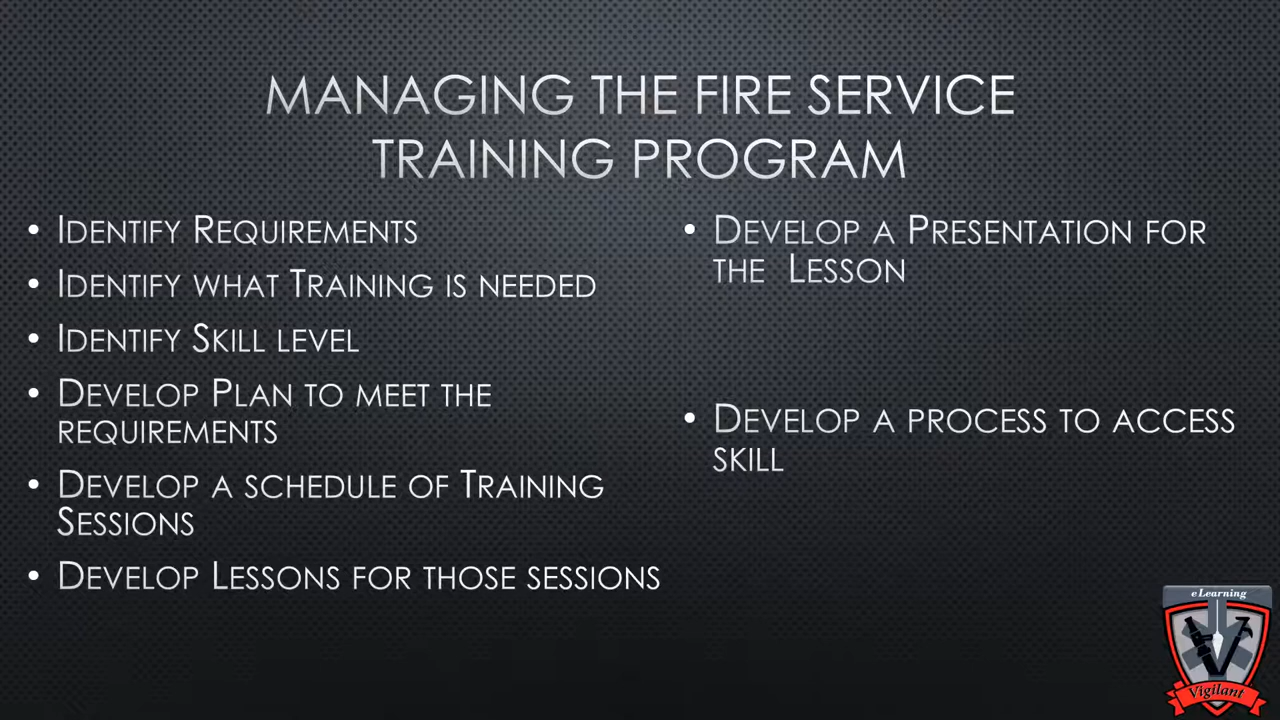 MANAGING THE FIRE SERVICE
TRAINING PROGRAM
• IDENTIFY REQUIREMENTS
• IDENTIFY WHAT TRAINING IS NEEDED
• IDENTIFY SKILL LEVEL
• DEVELOP PLAN TO MEET THE
REQUIREMENTS
• DEVELOP A SCHEDULE OF TRAINING
SESSIONS
• DEVELOP LESSONS FOR THOSE SESSIONS
• DEVELOP A PRESENTATION FOR
THE LESSON
• DEVELOP A PROCESS TO ACCESS
SKILL
eLearning
Vigilant